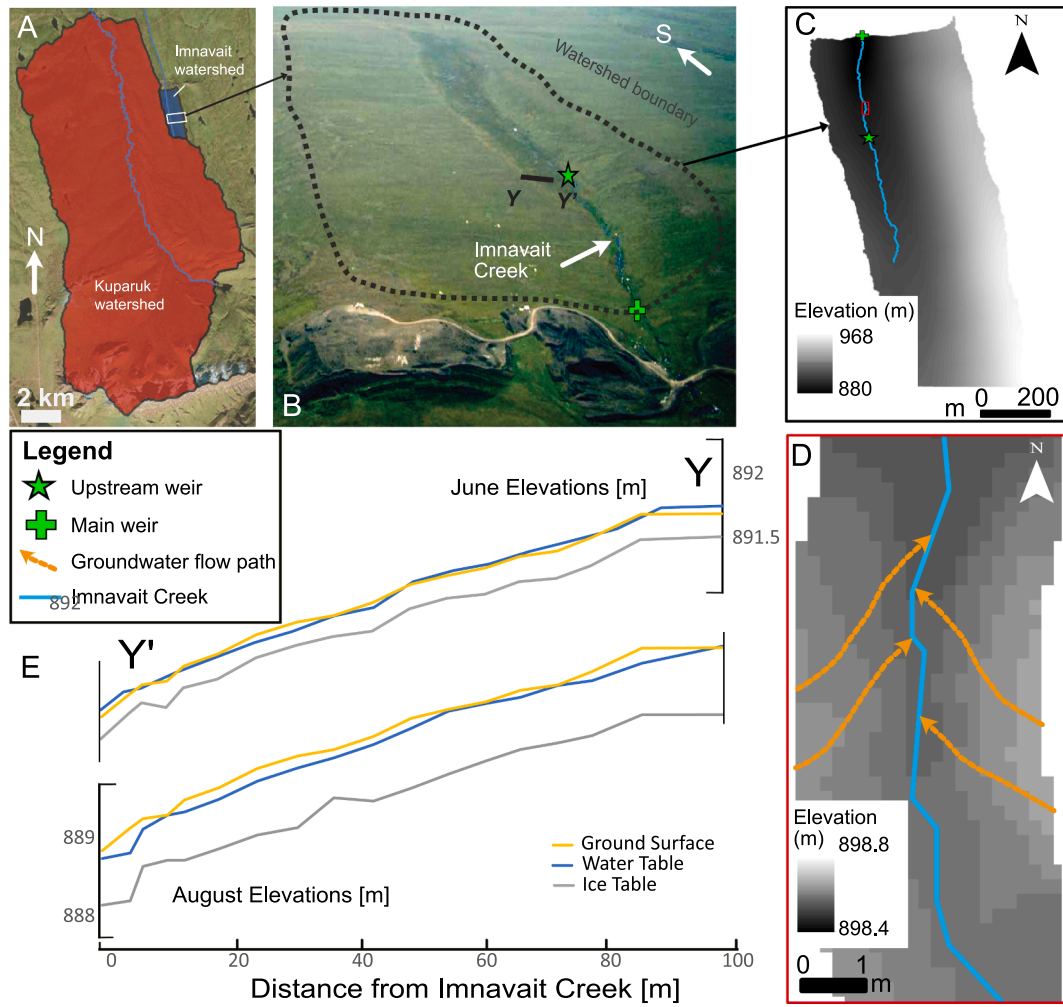 A
Imnavait
watershed
N
Kuparuk
watershed
2 km
S
Watershed boundary
Y
Y'
Imnavait
Creek
B
C
N
Elevation (m)
968
880
m
0
200
Legend
Upstream weir
Main weir
Groundwater flow path
Imnavait Creek
892
E
Y'
Y
June Elevations [m]
892
891.5
889
888
August Elevations [m]
Ground Surface
Water Table
Ice Table
0 20 40 60 80 100
Distance from Imnavait Creek [m]
D
N
Elevation
(m)
898.8
898.4
0 1
m